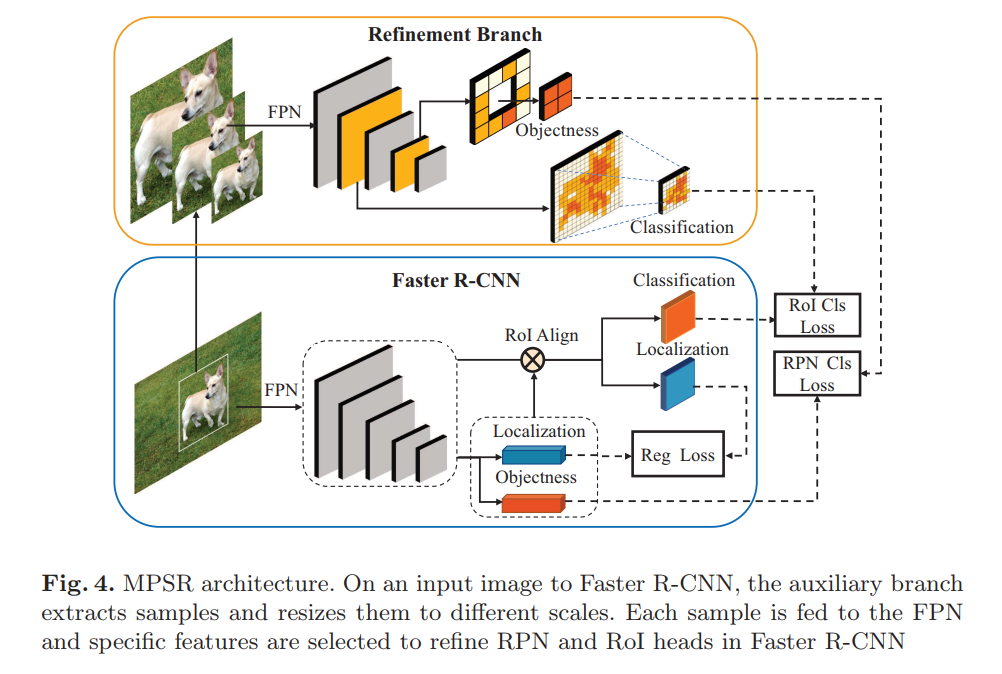 Refinement Branch
FPN
Objectness
Classification
Faster R-CNN
Classification
RoI Align
Localization
FPN
Localization
Objectness
Reg Loss
RoI Cls
Loss
RPN Cls
Loss
Fig. 4. MPSR architecture. On an input image to Faster R-CNN, the auxiliary branch
extracts samples and resizes them to different scales. Each sample is fed to the FPN
and specific features are selected to refine RPN and RoI heads in Faster R-CNN